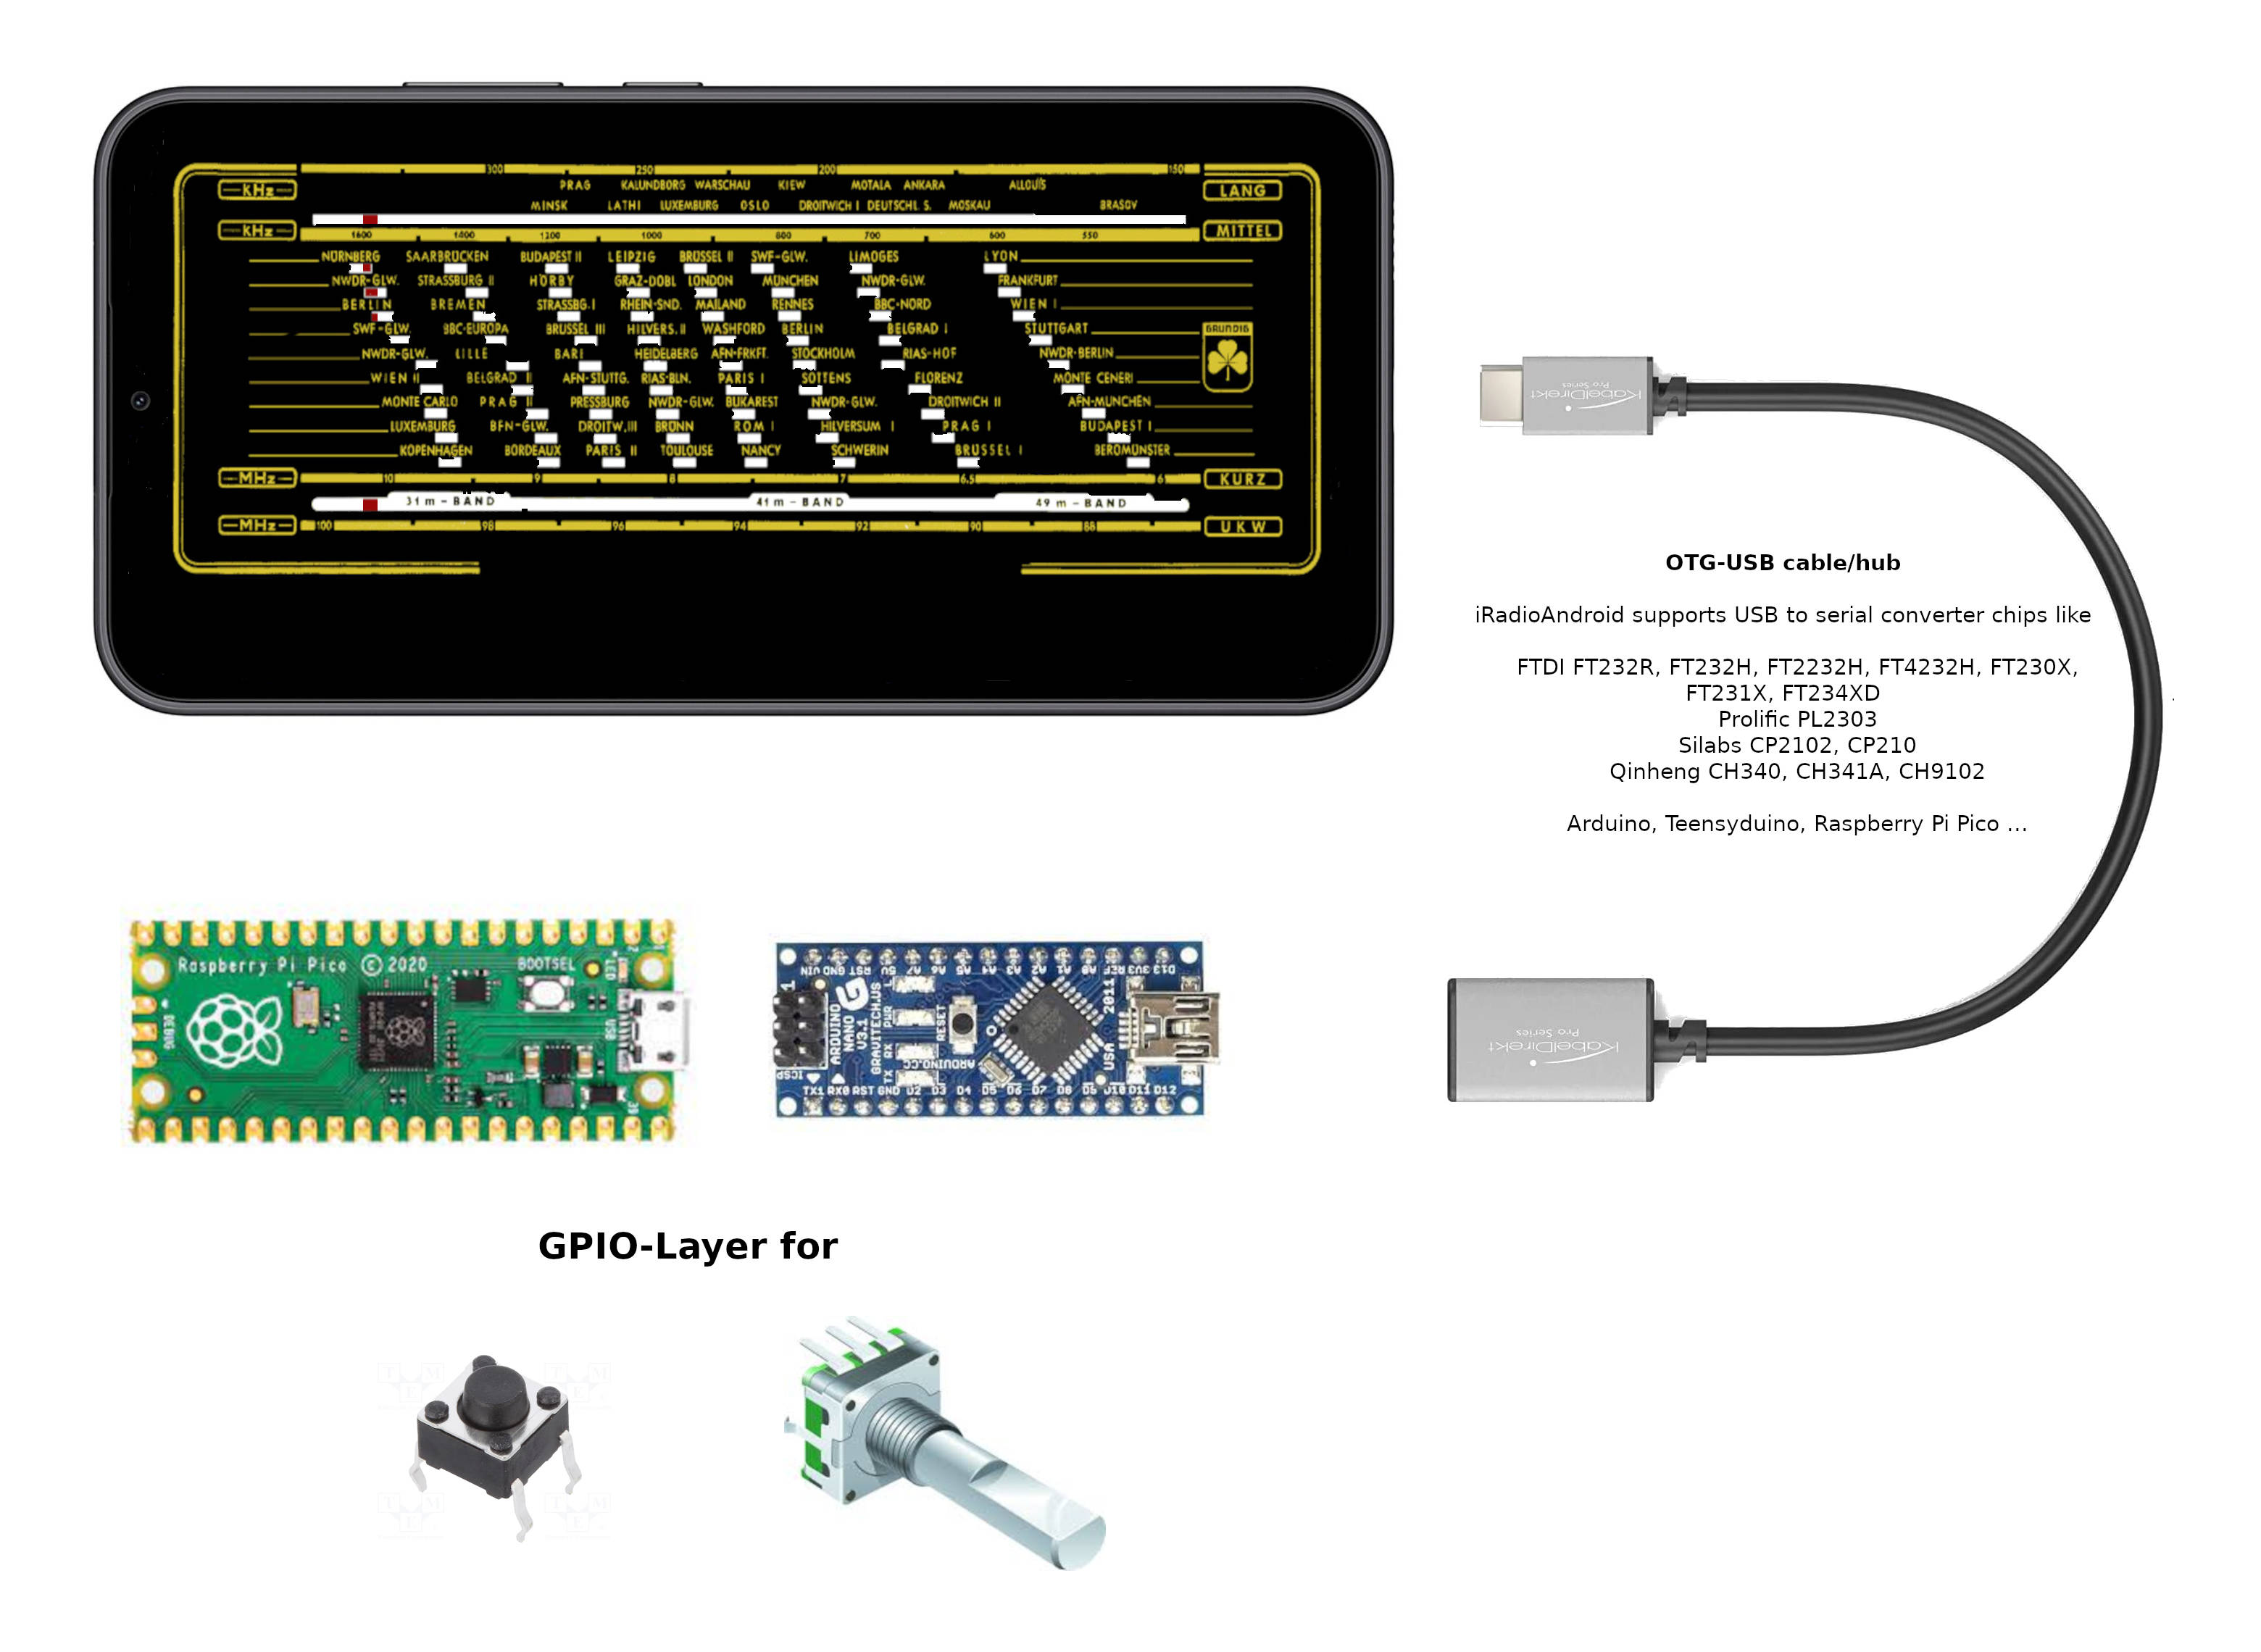 300 250 200 150
kHz PRAG KALUNDBORG WARSCHAU KIEW MOTALA ANKARA ALLOUIS LANG
MINSK LATHI LUXEMBURG OSLO DROITWICH I DEUTSCHL. S. MOSKAU BRASOV
kHz 1600 1400 1200 1000 800 700 600 550 MITTEL
NÜRNBERG SAARBRÜCKEN BUDAPEST II LEIPZIG BRÜSSEL II SWF-GLW. LIMOGES LYON
NWDR-GLW. STRASSBURG II HÖRBY GRAZ-DOBL LONDON MÜNCHEN NWDR-GLW. FRANKFURT
BERLIN BREMEN STRASSBG. I RHEIN-SND. MAILAND RENNES BBC-NORD WIEN I
SWF-GLW. BBC-EUROPA BRÜSSEL III HILVERS. II WASHFORD BERLIN BELGRAD I STUTTGART GRUNDIG
NWDR-GLW. LILLE BARI HEIDELBERG AFN-FRKFT. STOCKHOLM RIAS-HOF NWDR-BERLIN
WIEN II BELGRAD II AFN-STUTTG. RIAS-BLN. PARIS I SOTTENS FLORENZ MONTE CENERI
MONTE CARLO PRAG II PRESSBURG NWDR-GLW. BUKAREST NWDR-GLW. DROITWICH II AFN-MÜNCHEN
LUXEMBURG BFN-GLW. DROITW. III BRÜNN ROM I HILVERSUM I PRAG I BUDAPEST I
KOPENHAGEN BORDEAUX PARIS II TOULOUSE NANCY SCHWERIN BRÜSSEL I BEROMÜNSTER
MHz 10 9 8 7 6,5 6 KURZ
31 m-BAND 41 m-BAND 49 m-BAND
MHz 100 98 96 94 92 90 88 UKW
KabelDirekt
Pro Series
OTG-USB cable/hub
iRadioAndroid supports USB to serial converter chips like
FTDI FT232R, FT232H, FT2232H, FT4232H, FT230X,
FT231X, FT234XD
Prolific PL2303
Silabs CP2102, CP210
Qinheng CH340, CH341A, CH9102
Arduino, Teensyduino, Raspberry Pi Pico ...
Raspberry Pi Pico © 2020 BOOTSEL
LED
DEBUG
USB
VIN GND RST 5V A7 A6 A5 A4 A3 A2 A1 A0 REF 3V3 D13
ARDUINO
NANO
V3.1
GRAVITECH.US
L
PWR
RX
TX
RESET
ARDUINO.CC
USA 2011
ICSP
1
TX1 RX0 RST GND D2 D3 D4 D5 D6 D7 D8 D9 D10 D11 D12
KabelDirekt
Pro Series
GPIO-Layer for